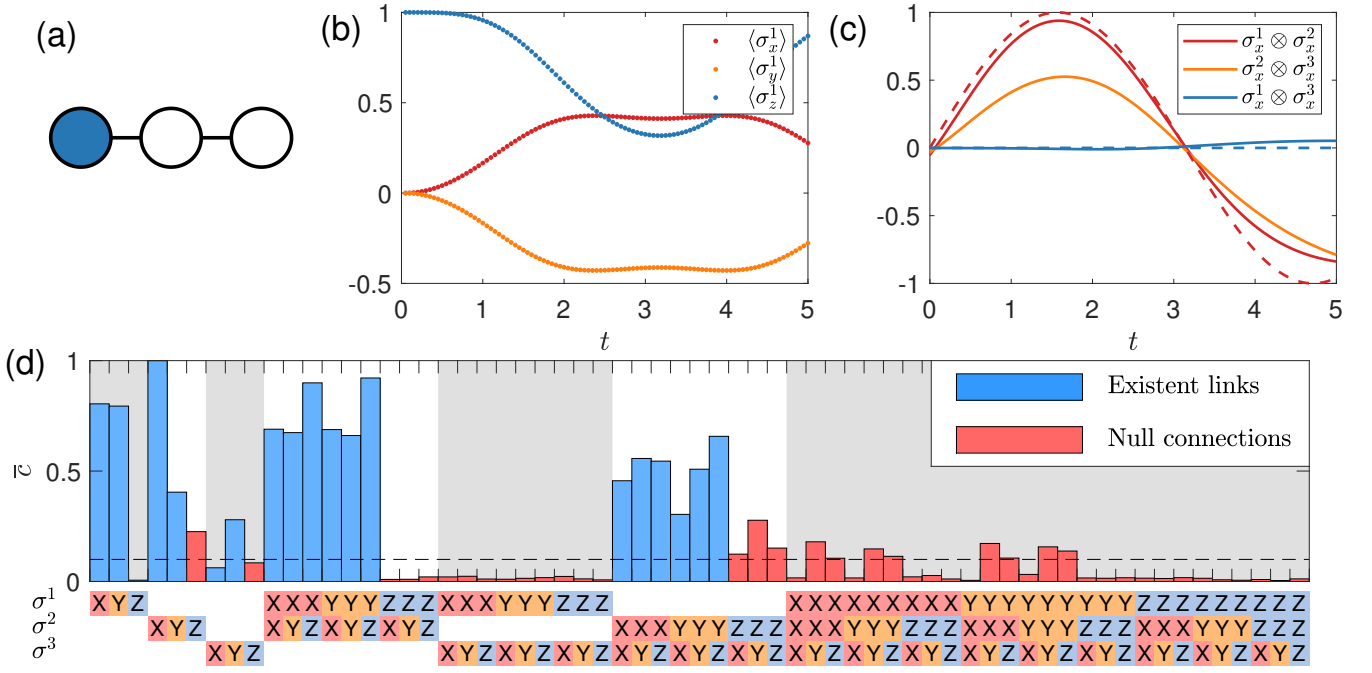 (a)
(b)
1
0.5
0
-0.5
0 1 2 3 4 5
t
⟨σ_x^1⟩
⟨σ_y^1⟩
⟨σ_z^1⟩
(c)
1
0.5
0
-0.5
-1
0 1 2 3 4 5
t
σ_x^1 ⊗ σ_x^2
σ_x^2 ⊗ σ_x^3
σ_x^1 ⊗ σ_x^3
(d)
1
0.5
0
c̄
Existent links
Null connections
σ^1 X Y Z X X X Y Y Y Z Z Z X X X Y Y Y Z Z Z X X X X X X X X X Y Y Y Y Y Y Y Y Y Z Z Z Z Z Z Z Z Z
σ^2 X Y Z X Y Z X Y Z X Y Z X X X Y Y Y Z Z Z X X X Y Y Y Z Z Z X X X Y Y Y Z Z Z X X X Y Y Y Z Z Z
σ^3 X Y Z X Y Z X Y Z X Y Z X Y Z X Y Z X Y Z X Y Z X Y Z X Y Z X Y Z X Y Z X Y Z X Y Z X Y Z X Y Z